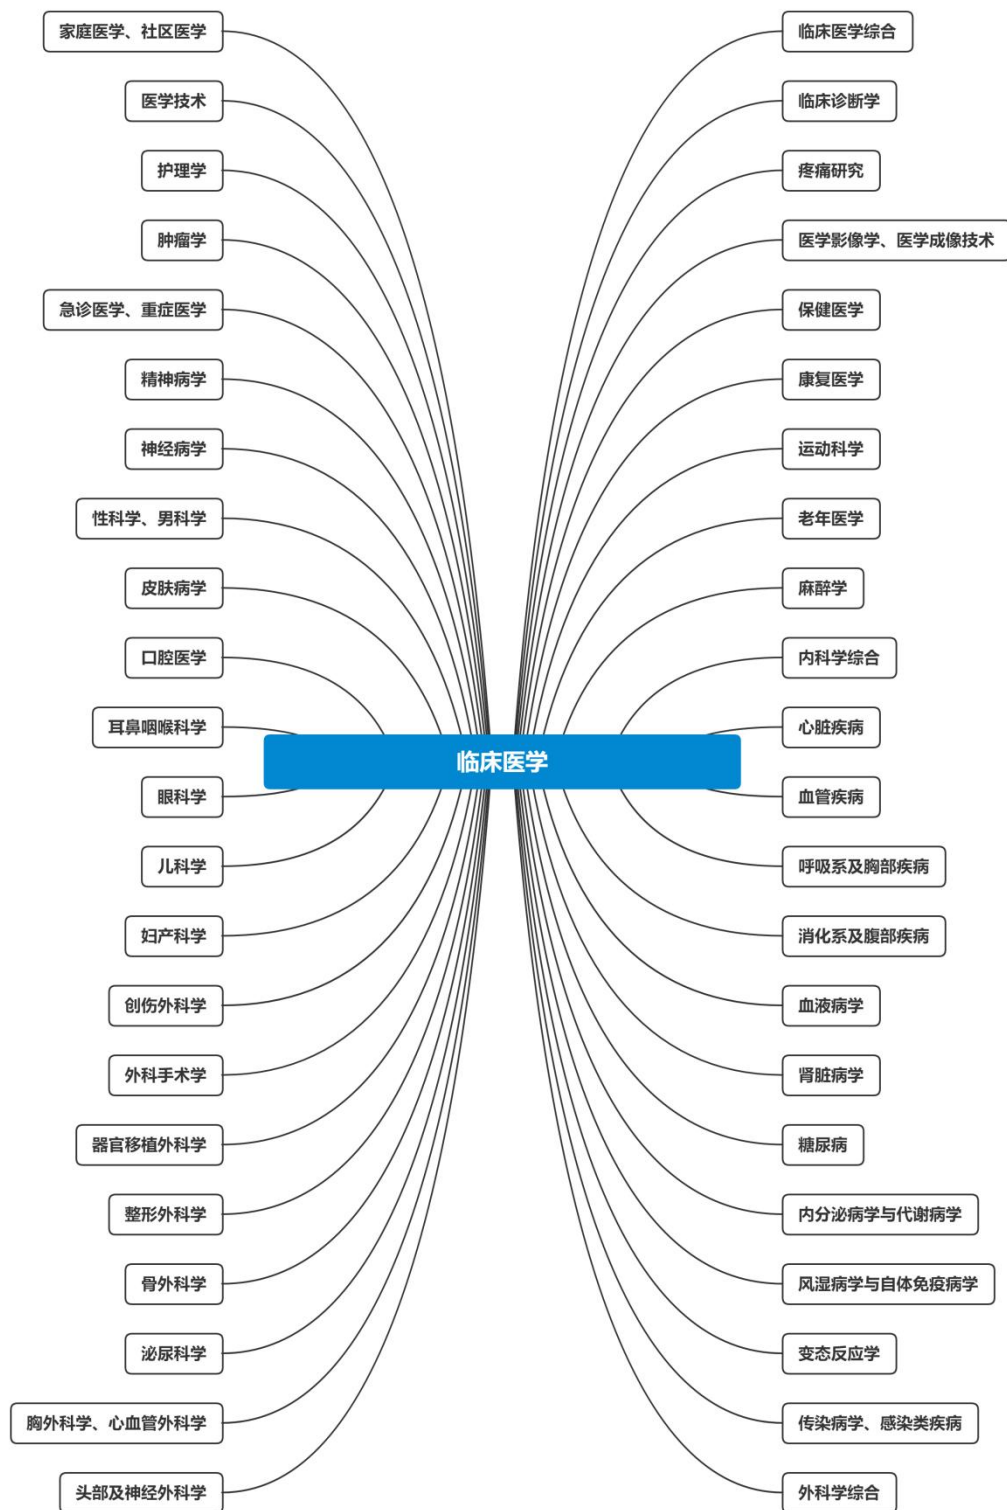 家庭医学、社区医学
医学技术
护理学
肿瘤学
急诊医学、重症医学
精神病学
神经病学
性科学、男科学
皮肤病学
口腔医学
耳鼻咽喉科学
眼科学
儿科学
妇产科学
创伤外科学
外科手术学
器官移植外科学
整形外科学
骨外科学
泌尿科学
胸外科学、心血管外科学
头部及神经外科学
临床医学
临床医学综合
临床诊断学
疼痛研究
医学影像学、医学成像技术
保健医学
康复医学
运动科学
老年医学
麻醉学
内科学综合
心脏疾病
血管疾病
呼吸系及胸部疾病
消化系及腹部疾病
血液病学
肾脏病学
糖尿病
内分泌病学与代谢病学
风湿病学与自体免疫病学
变态反应学
传染病学、感染类疾病
外科学综合